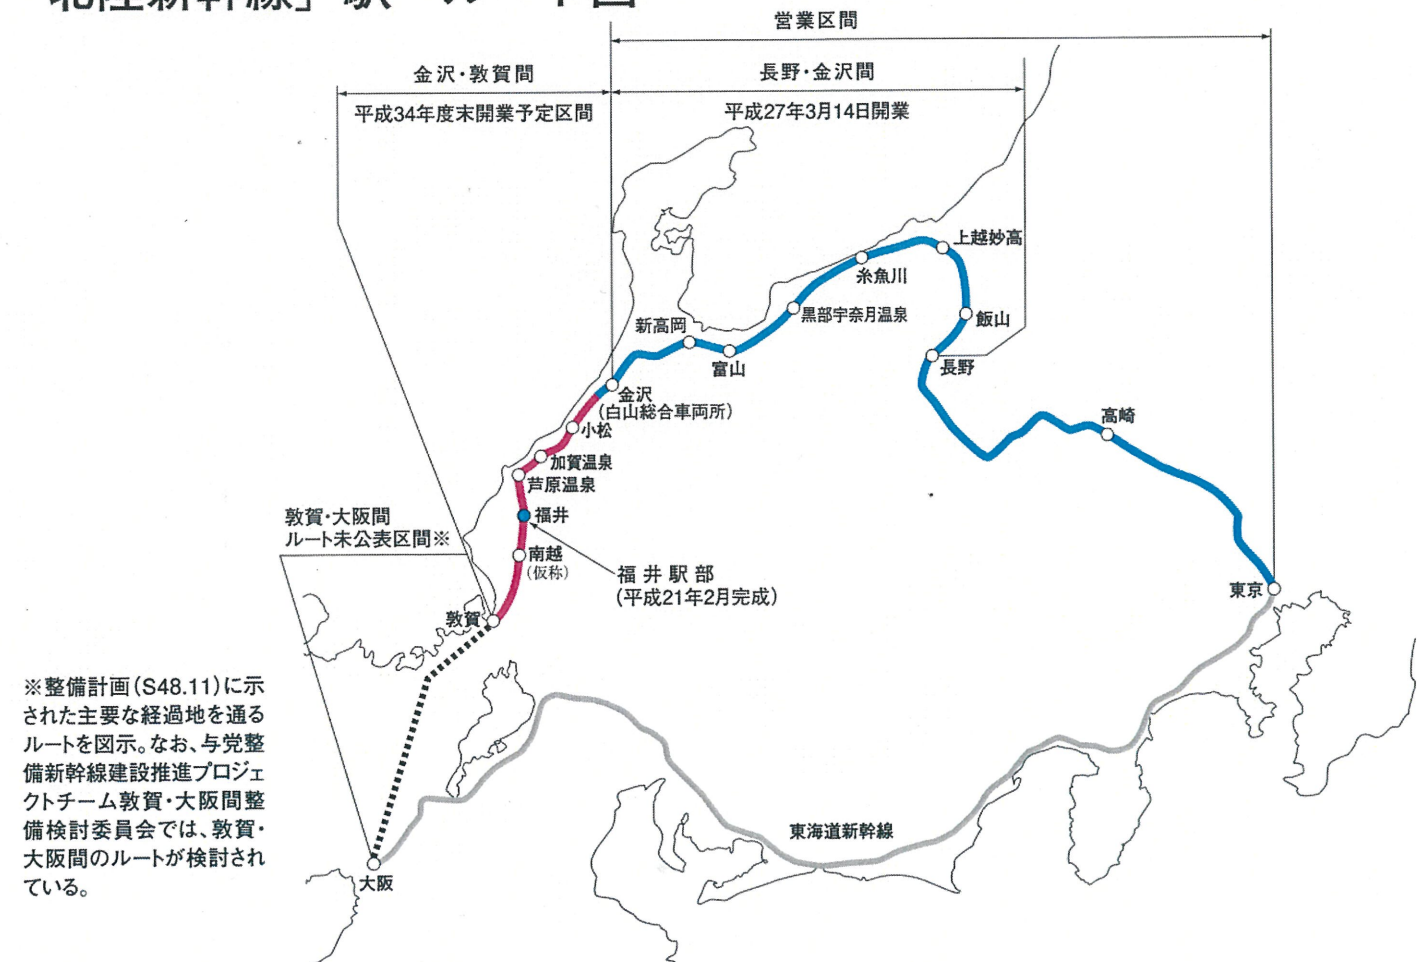 北陸新幹線」駅・ルート図
営業区間
金沢・敦賀間
長野・金沢間
平成34年度末開業予定区間
平成27年3月14日開業
上越妙高
糸魚川
黒部宇奈月温泉
飯山
新高岡
富山
長野
金沢
(白山総合車両所)
高崎
小松
加賀温泉
芦原温泉
敦賀・大阪間
ルート未公表区間※
福井
南越
(仮称)
福井駅部
(平成21年2月完成)
東京
敦賀
※整備計画(S48.11)に示
された主要な経過地を通る
ルートを図示。なお、与党整
備新幹線建設推進プロジェ
クトチーム敦賀・大阪間整
備検討委員会では、敦賀・
大阪間のルートが検討され
ている。
東海道新幹線
大阪